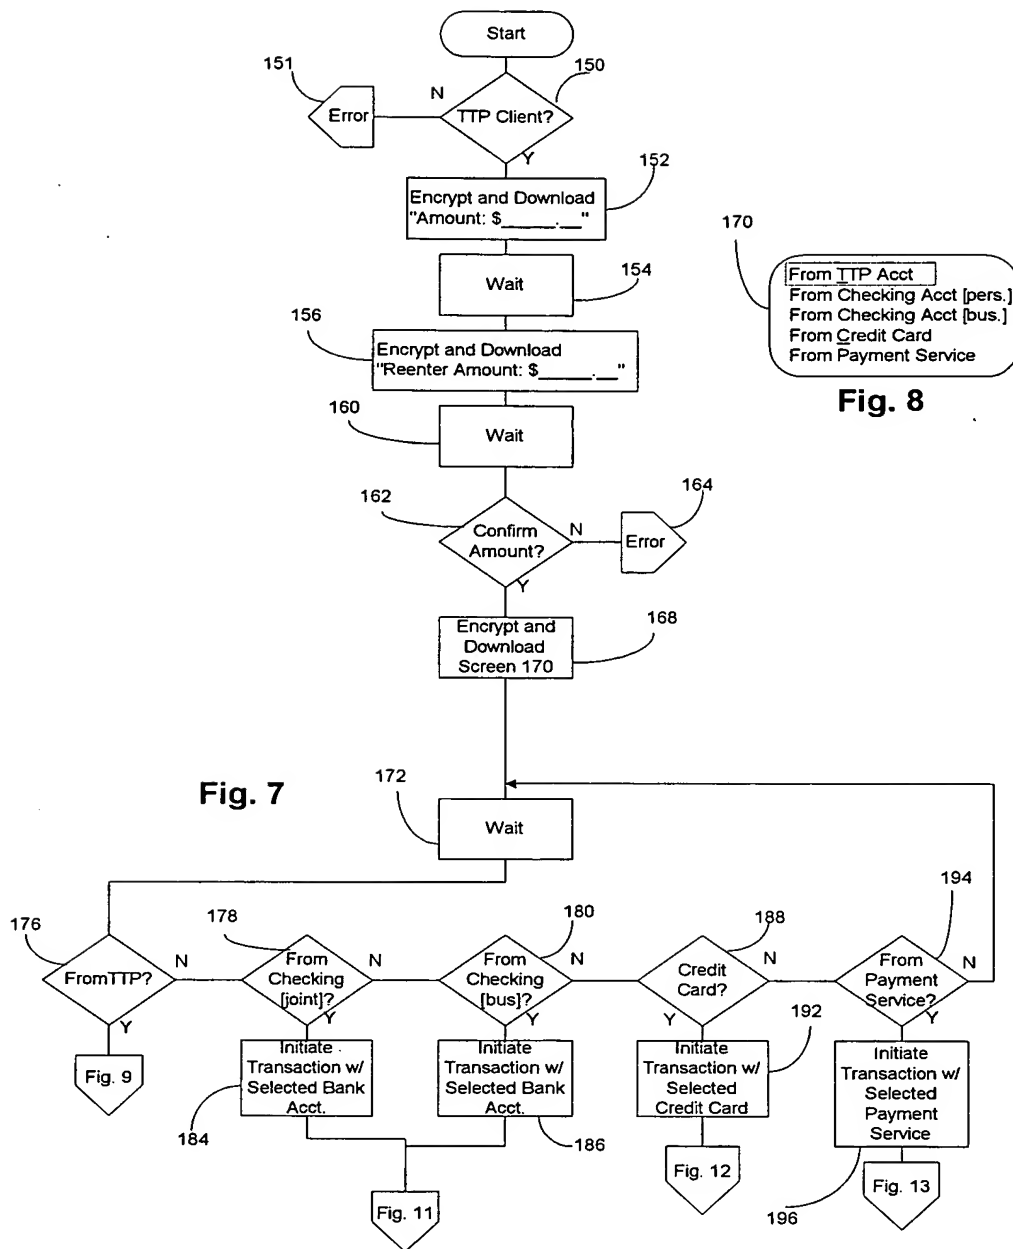 Start
151
150
N
Error
TTP Client?
Y
152
Encrypt and Download
"Amount: $_____.__"
170
From TTP Acct
From Checking Acct [pers.]
From Checking Acct [bus.]
From Credit Card
From Payment Service
Fig. 8
Wait
154
156
Encrypt and Download
"Reenter Amount: $_____.__"
160
Wait
162
164
Confirm
Amount?
N
Error
Y
Encrypt and
Download
Screen 170
168
Fig. 7
172
Wait
176
178
180
188
194
FromTTP?
N
Y
From
Checking
[joint]?
N
Y
From
Checking
[bus]?
N
Y
Credit
Card?
N
Y
From
Payment
Service?
N
Y
Fig. 9
Initiate
Transaction w/
Selected Bank
Acct.
184
Initiate
Transaction w/
Selected Bank
Acct.
186
Initiate
Transaction w/
Selected
Credit Card
192
Initiate
Transaction w/
Selected
Payment
Service
196
Fig. 11
Fig. 12
Fig. 13